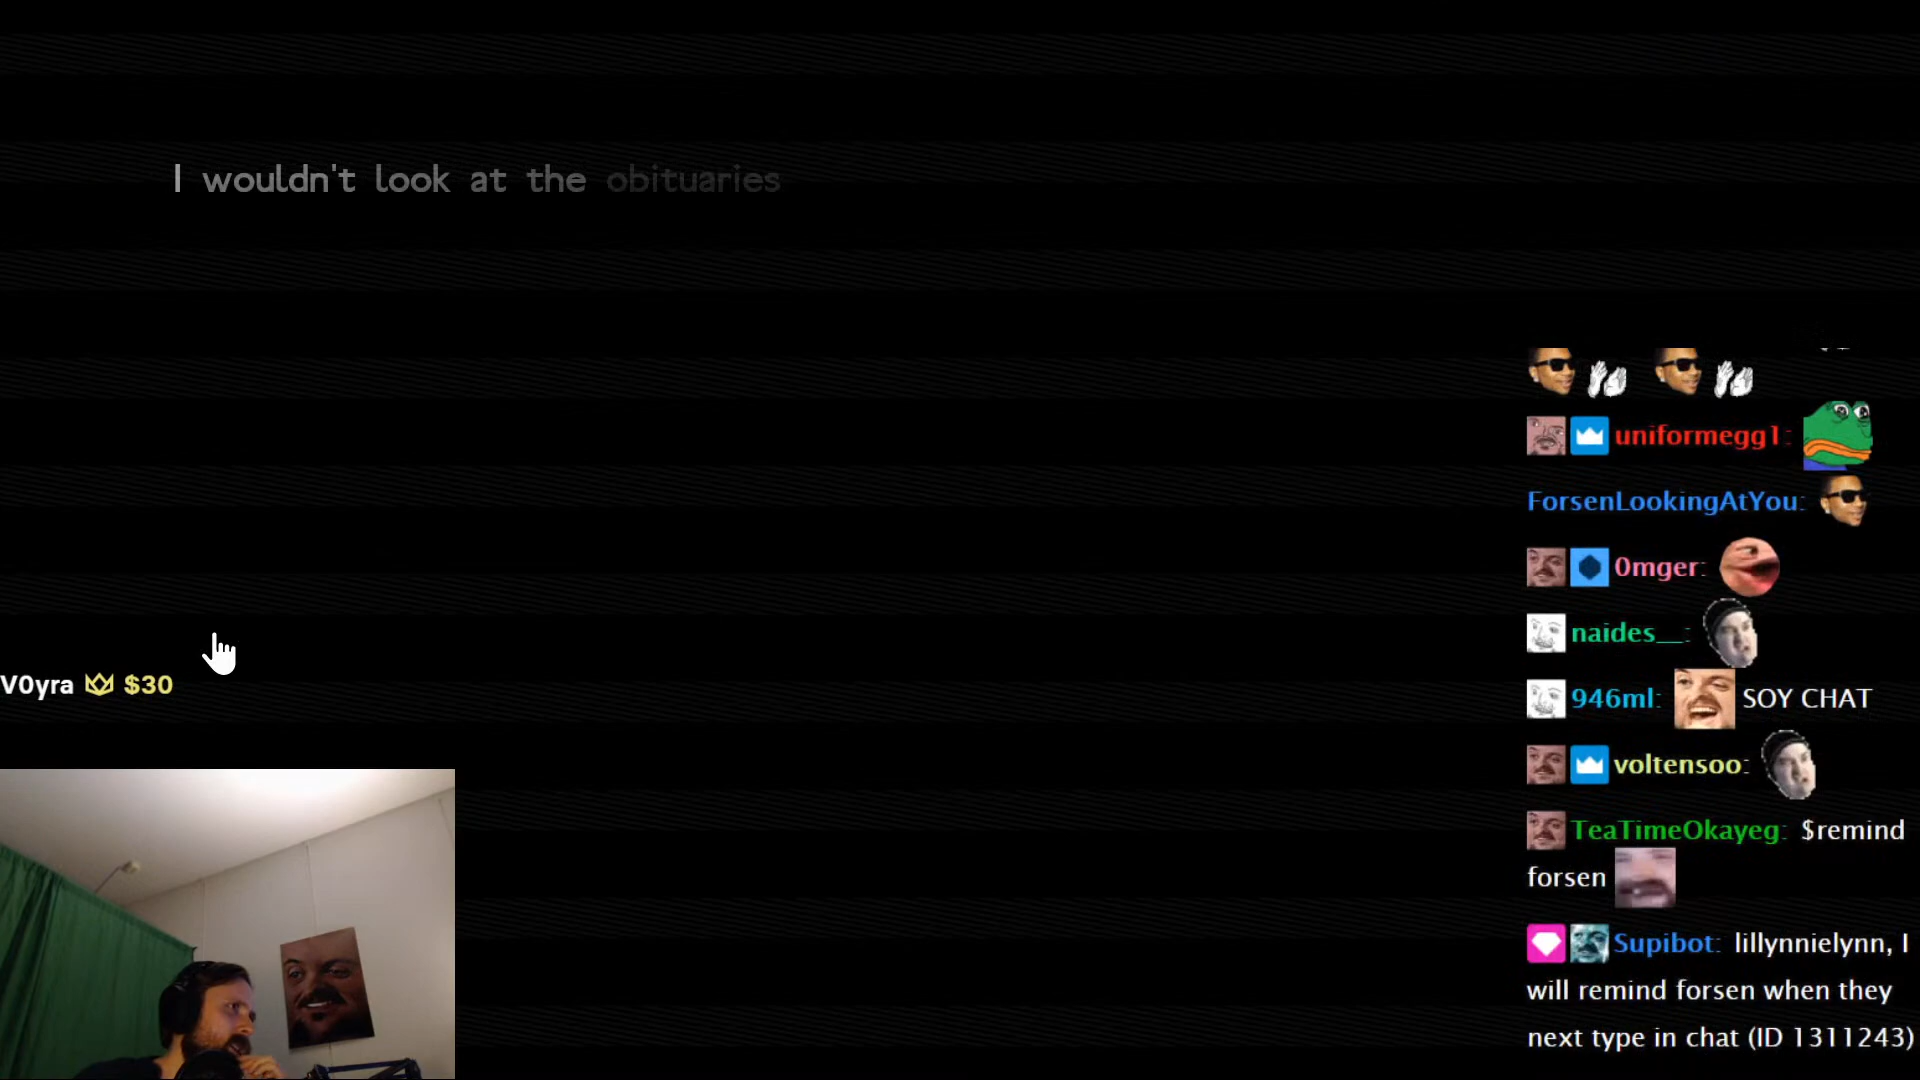 I wouldn't look at the obituaries
uniformegg1:
ForsenLookingAtYou:
0mger:
naides__:
V0yra $30
946ml: SOY CHAT
voltensoo:
TeaTimeOkayeg: $remind
forsen
Supibot: lillynnielynn, I
will remind forsen when they
next type in chat (ID 1311243)